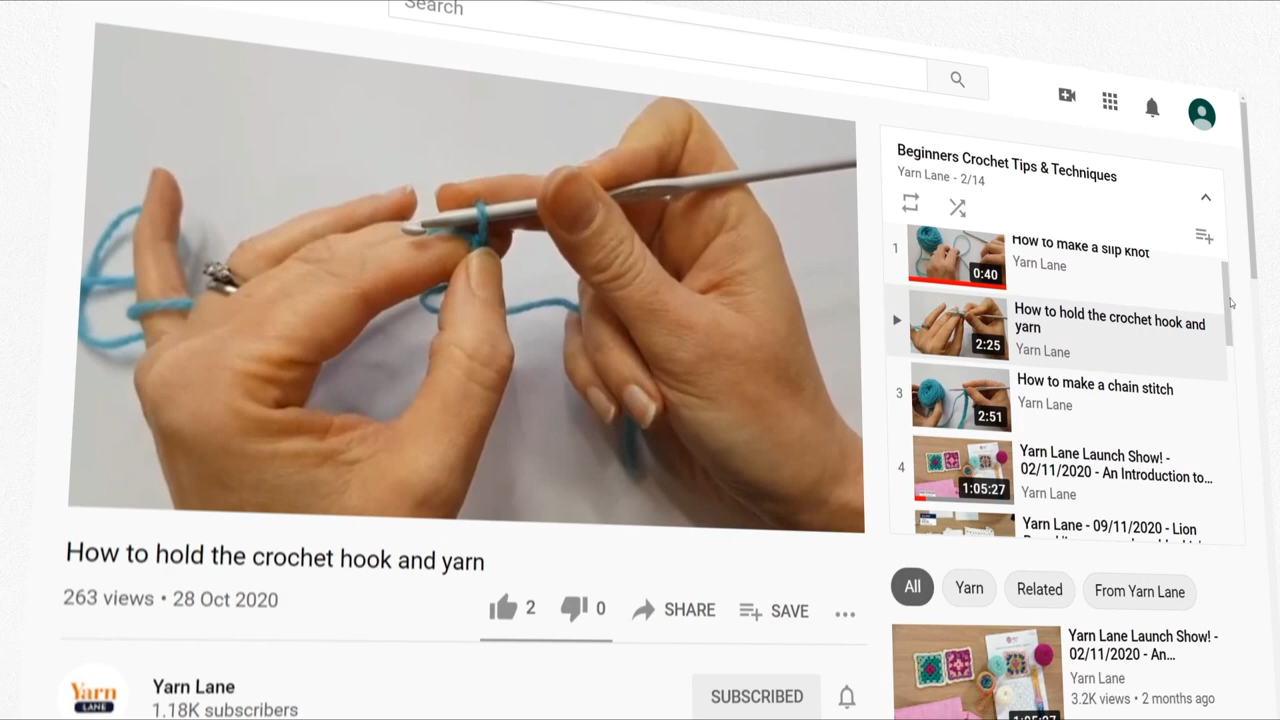 Search
Beginners Crochet Tips & Techniques
Yarn Lane - 2/14
1
0:40
How to make a slip knot
Yarn Lane
2:25
How to hold the crochet hook and
yarn
Yarn Lane
3
2:51
How to make a chain stitch
Yarn Lane
4
1:05:27
Yarn Lane Launch Show! -
02/11/2020 - An Introduction to...
Yarn Lane
Yarn Lane - 09/11/2020 - Lion
How to hold the crochet hook and yarn
263 views • 28 Oct 2020
2
0
SHARE
SAVE
All
Yarn
Related
From Yarn Lane
Yarn
LANE
Yarn Lane
1.18K subscribers
SUBSCRIBED
Yarn Lane Launch Show! -
02/11/2020 - An...
Yarn Lane
3.2K views • 2 months ago
1:05:27